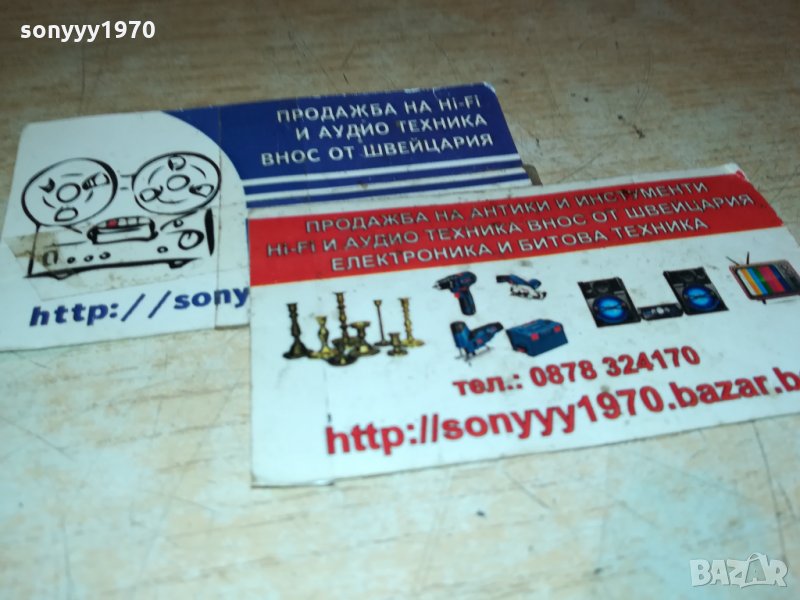 sonyyy1970
ПРОДАЖБА НА Hi-Fi
И АУДИО ТЕХНИКА
ВНОС ОТ ШВЕЙЦАРИЯ
http://sony
ПРОДАЖБА НА АНТИКИ И ИНСТУМЕНТИ
Hi-Fi И АУДИО ТЕХНИКА ВНОС ОТ ШВЕЙЦАРИЯ
ЕЛЕКТРОНИКА И БИТОВА ТЕХНИКА
тел.: 0878 324170
http://sonyyy1970.bazar.b
BAZAR